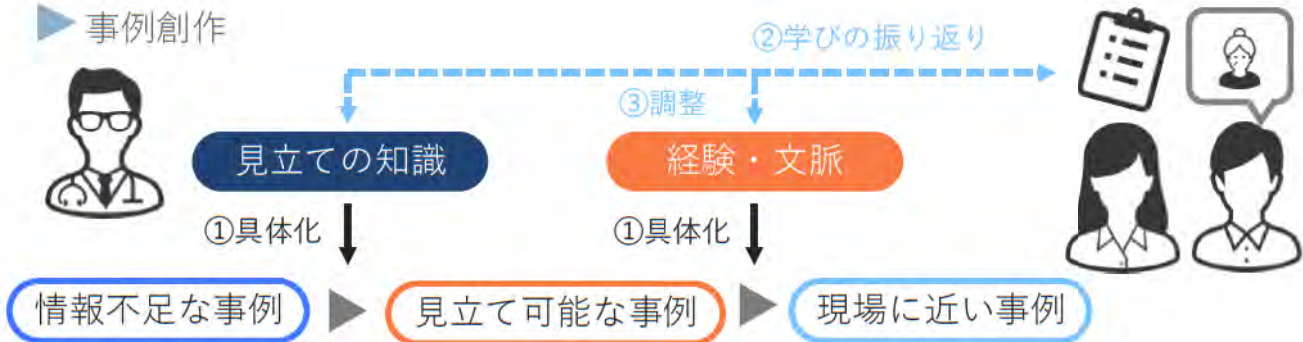 事例創作
②学びの振り返り
③調整
見立ての知識
経験・文脈
①具体化
①具体化
情報不足な事例
見立て可能な事例
現場に近い事例